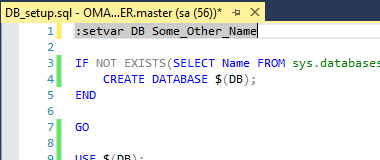 DB_setup.sql - OMA...ER.master (sa (56))*
1 :setvar DB Some_Other_Name
2
3 IF NOT EXISTS(SELECT Name FROM sys.databases
4 CREATE DATABASE $(DB);
5 END
6
7 GO
8
9 USE $(DB);